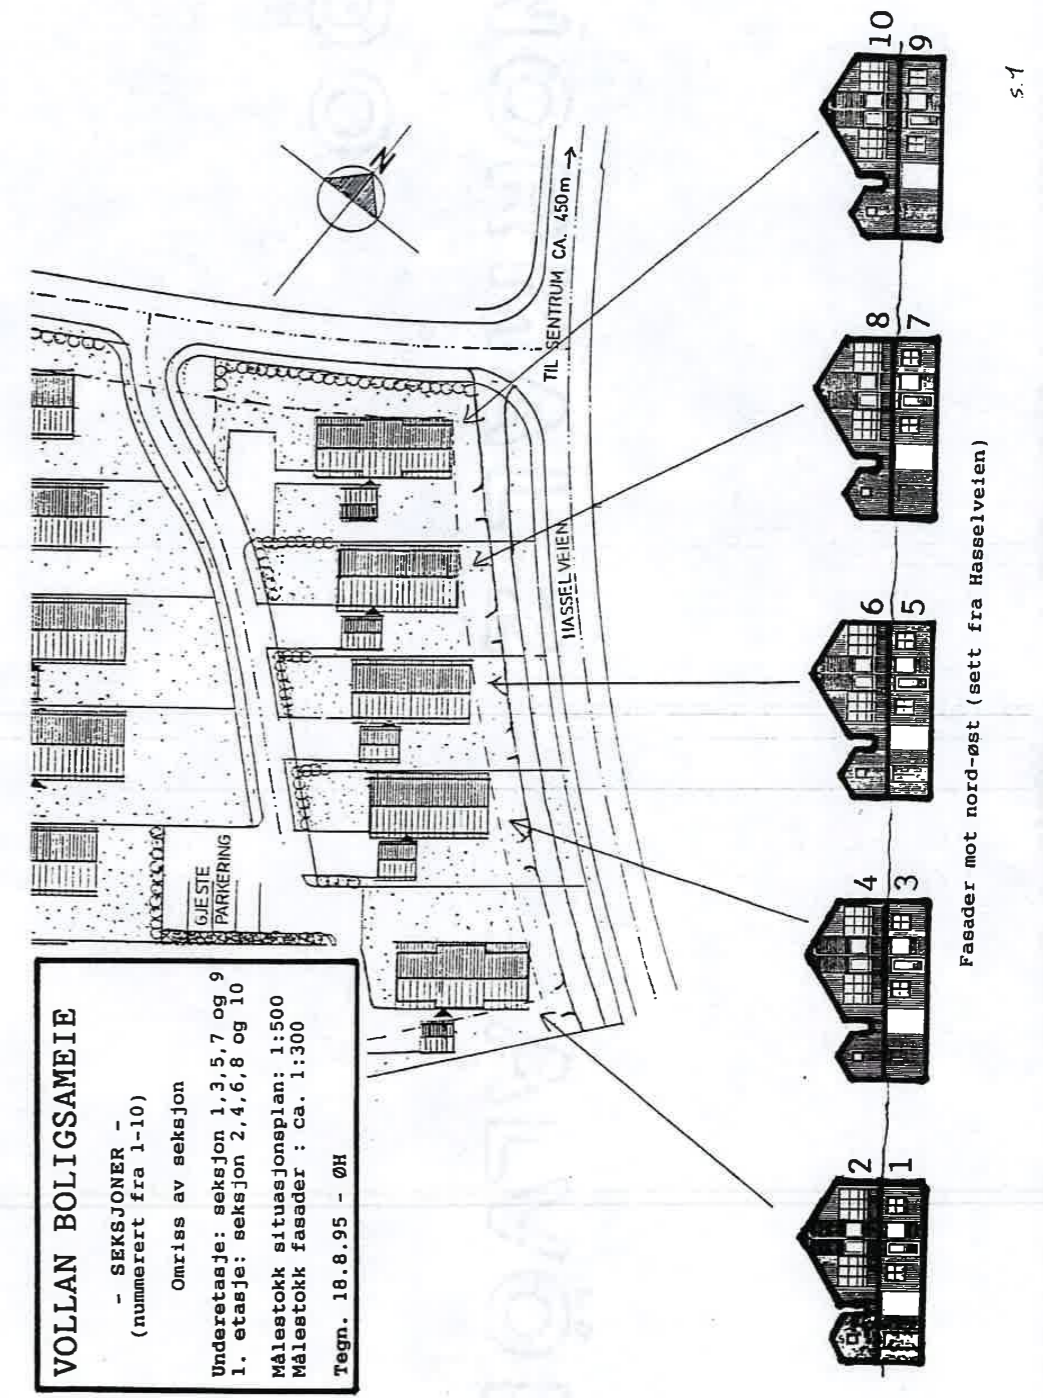 VOLLAN BOLIGSAMEIE
- SEKSJONER -
(nummerert fra 1-10)
Omriss av seksjon
Underetasje: seksjon 1,3,5,7 og 9
1. etasje: seksjon 2,4,6,8 og 10
Målestokk situasjonsplan: 1:500
Målestokk fasader : ca. 1:300
Tegn. 18.8.95 - ØH
GJESTE
PARKERING
N
TIL SENTRUM CA. 450m →
HASSELVEIEN
2
1
4
3
6
5
8
7
10
9
Fasader mot nord-øst (sett fra Hasselveien)
s.1